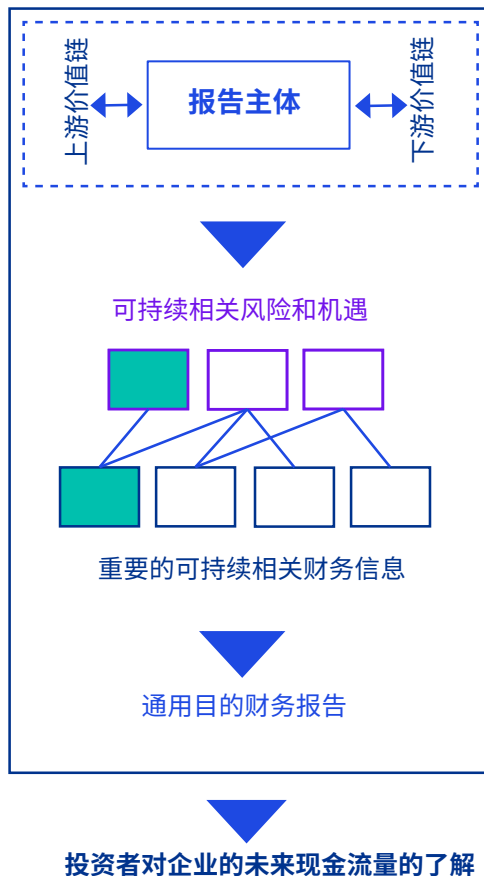 上游价值链
报告主体
下游价值链
可持续相关风险和机遇
重要的可持续相关财务信息
通用目的财务报告
投资者对企业的未来现金流量的了解